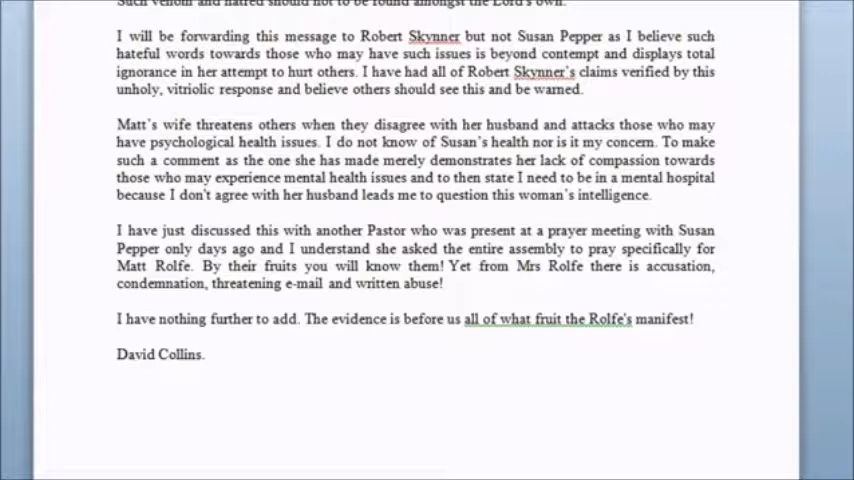 Such venom and hatred should not to be found amongst the Lord's own.
I will be forwarding this message to Robert Skynner but not Susan Pepper as I believe such
hateful words towards those who may have such issues is beyond contempt and displays total
ignorance in her attempt to hurt others. I have had all of Robert Skynner's claims verified by this
unholy, vitriolic response and believe others should see this and be warned.
Matt's wife threatens others when they disagree with her husband and attacks those who may
have psychological health issues. I do not know of Susan's health nor is it my concern. To make
such a comment as the one she has made merely demonstrates her lack of compassion towards
those who may experience mental health issues and to then state I need to be in a mental hospital
because I don't agree with her husband leads me to question this woman's intelligence.
I have just discussed this with another Pastor who was present at a prayer meeting with Susan
Pepper only days ago and I understand she asked the entire assembly to pray specifically for
Matt Rolfe. By their fruits you will know them! Yet from Mrs Rolfe there is accusation,
condemnation, threatening e-mail and written abuse!
I have nothing further to add. The evidence is before us all of what fruit the Rolfe's manifest!
David Collins.